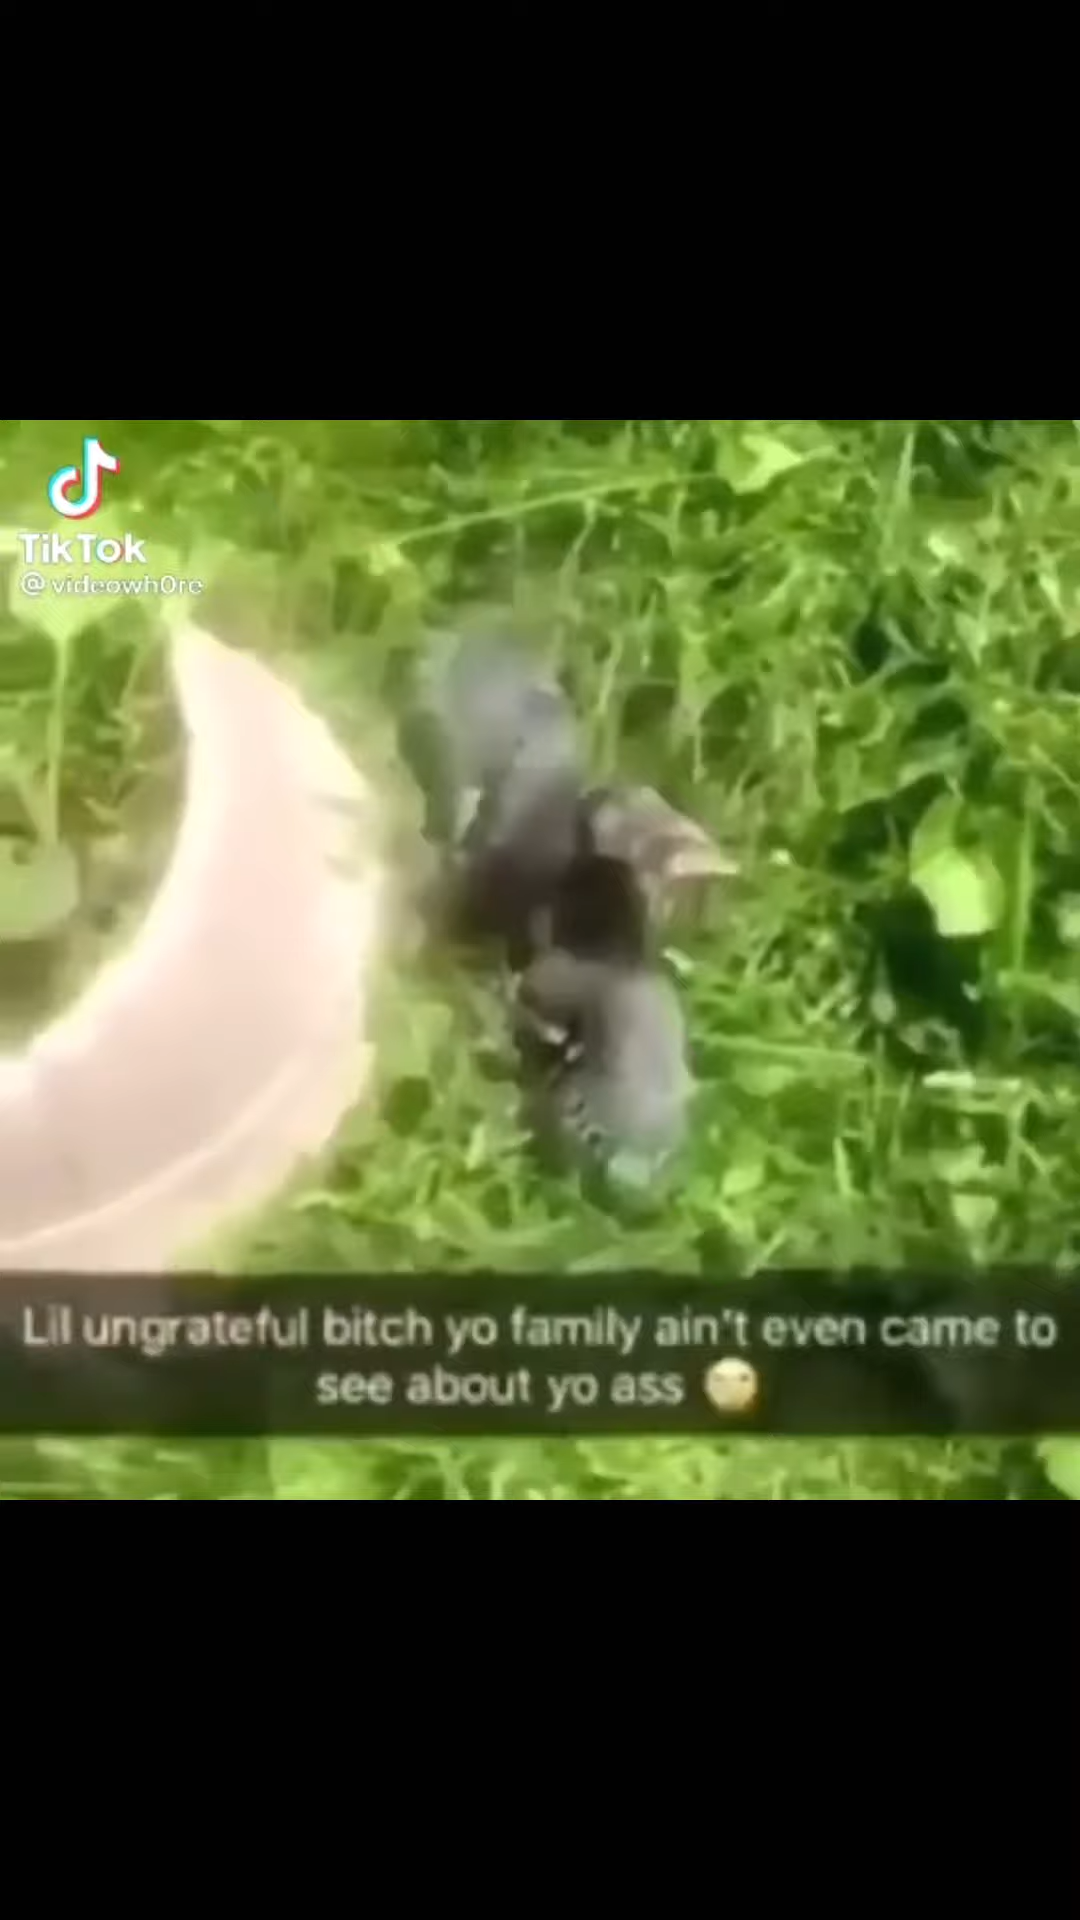 TikTok
@videowh0re
Lil ungrateful bitch yo family ain't even came to
see about yo ass 🙄